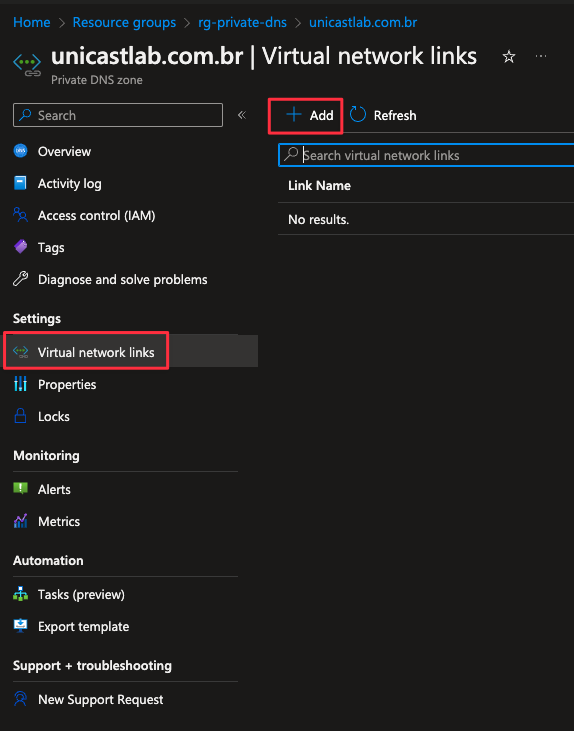 Home > Resource groups > rg-private-dns > unicastlab.com.br
unicastlab.com.br | Virtual network links ☆ ...
Private DNS zone
Search «
Overview
Activity log
Access control (IAM)
Tags
Diagnose and solve problems
Settings
Virtual network links
Properties
Locks
Monitoring
Alerts
Metrics
Automation
Tasks (preview)
Export template
Support + troubleshooting
New Support Request
+ Add Refresh
Search virtual network links
Link Name
No results.